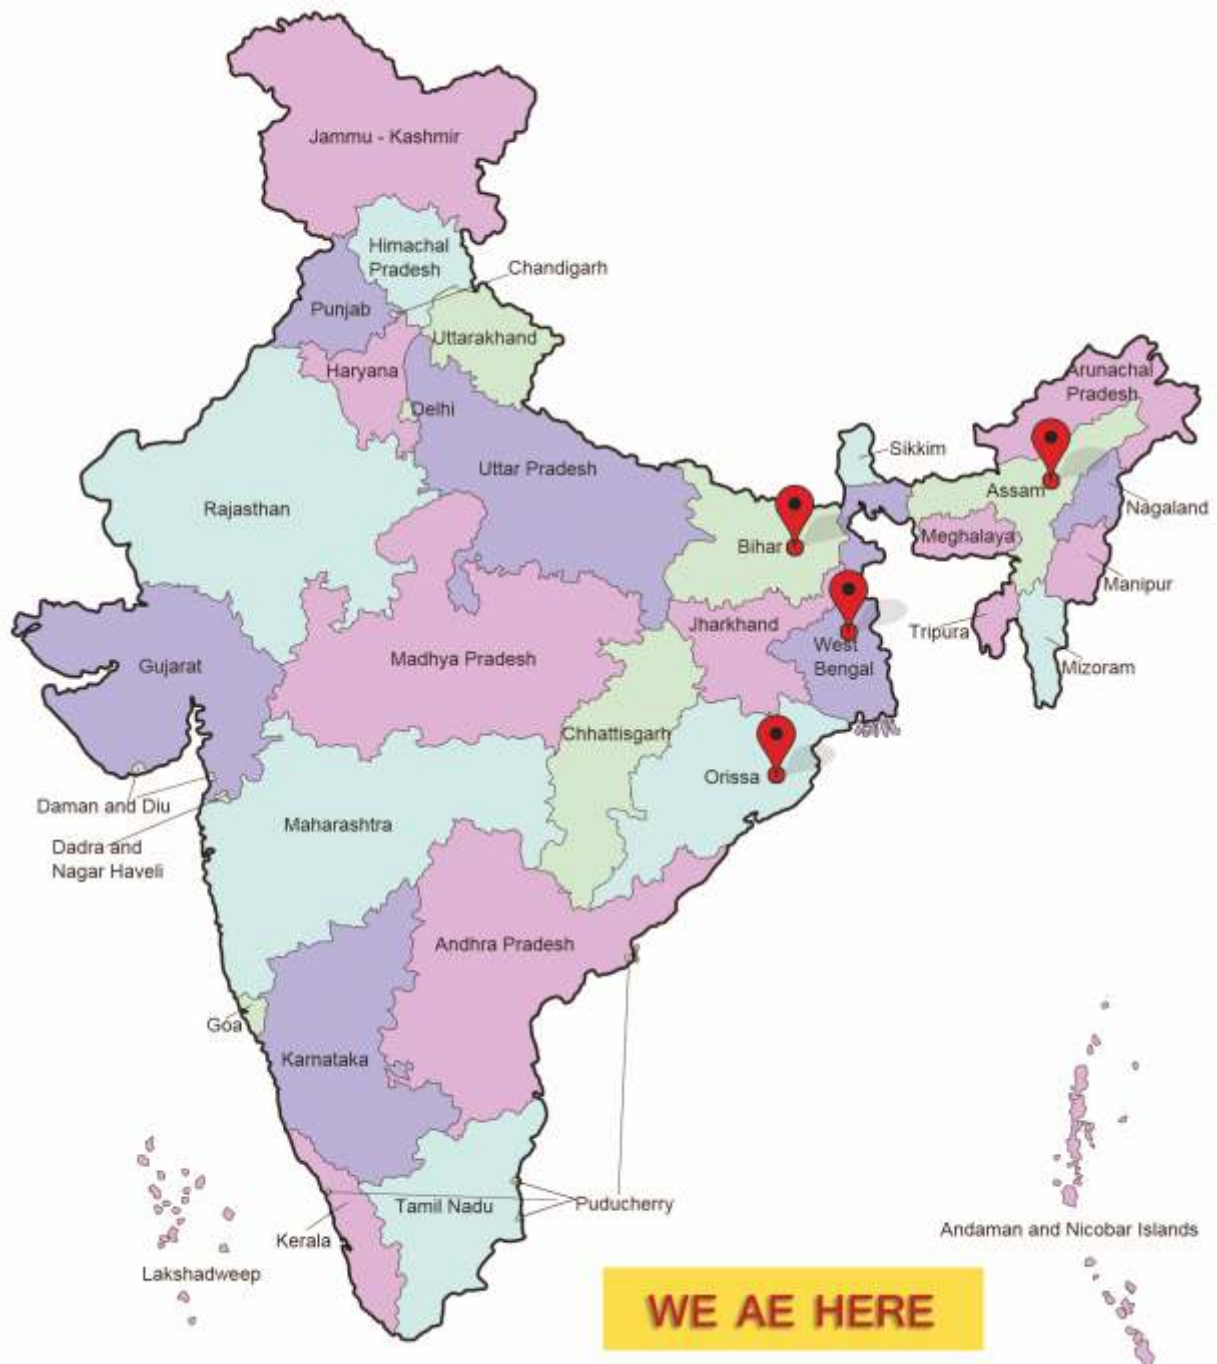 Jammu - Kashmir
Himachal
Pradesh
Chandigarh
Punjab
Uttarakhand
Haryana
Delhi
Arunachal
Pradesh
Sikkim
Uttar Pradesh
Assam
Rajasthan
Nagaland
Meghalaya
Bihar
Manipur
Jharkhand
Tripura
West
Bengal
Madhya Pradesh
Gujarat
Mizoram
Chhattisgarh
Orissa
Daman and Diu
Maharashtra
Dadra and
Nagar Haveli
Andhra Pradesh
Goa
Karnataka
Tamil Nadu
Puducherry
Kerala
Andaman and Nicobar Islands
Lakshadweep
WE AE HERE